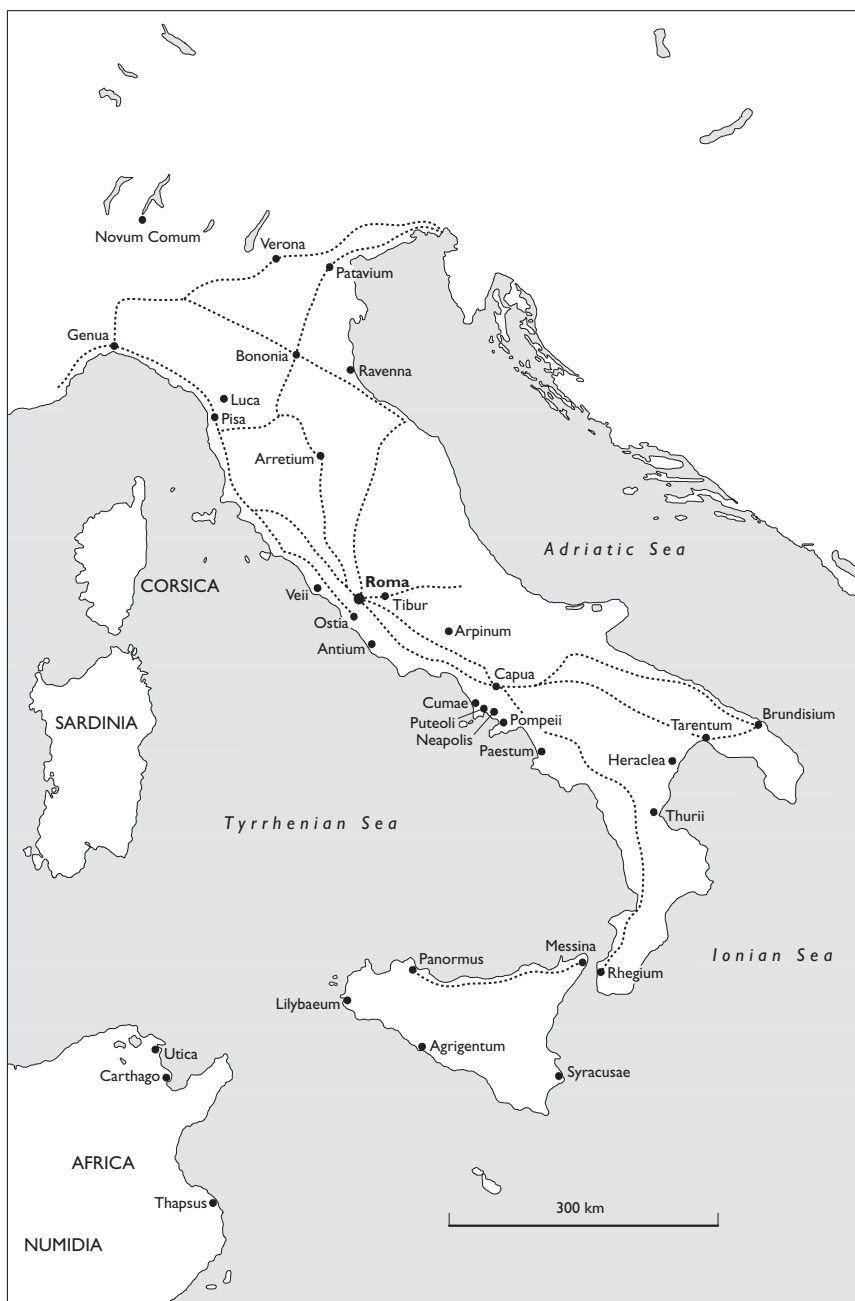 Novum Comum
Verona
Patavium
Genua
Bononia
Ravenna
Luca
Pisa
Arretium
Adriatic Sea
CORSICA
Roma
Veii
Tibur
Ostia
Arpinum
Antium
Capua
Cumae
Puteoli
Neapolis
Pompeii
Brundisium
Tarentum
SARDINIA
Paestum
Heraclea
Thurii
Tyrrhenian Sea
Messina
Ionian Sea
Panormus
Rhegium
Lilybaeum
Agrigentum
Utica
Carthago
Syracusae
AFRICA
Thapsus
300 km
NUMIDIA